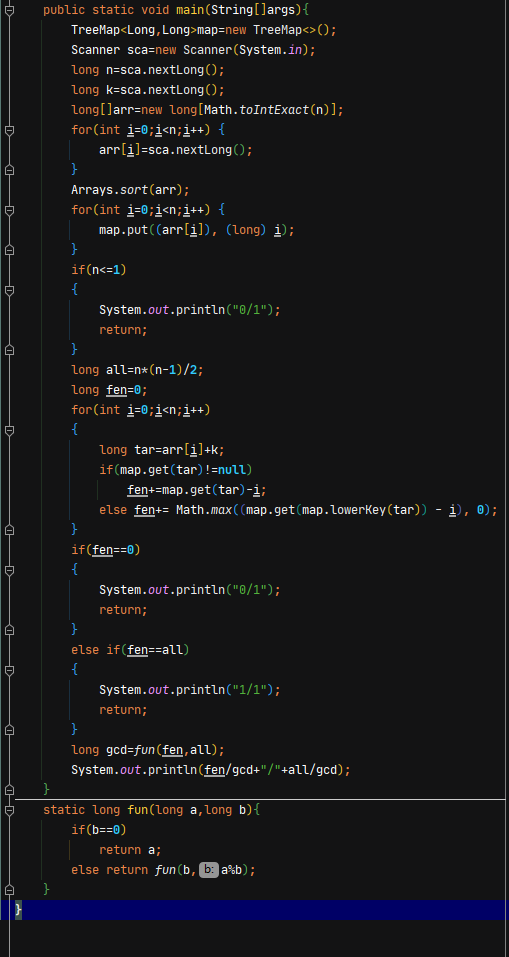 public static void main(String[]args){
TreeMap<Long,Long>map=new TreeMap<>();
Scanner sca=new Scanner(System.in);
long n=sca.nextLong();
long k=sca.nextLong();
long[]arr=new long[Math.toIntExact(n)];
for(int i=0;i<n;i++) {
arr[i]=sca.nextLong();
}
Arrays.sort(arr);
for(int i=0;i<n;i++) {
map.put((arr[i]), (long) i);
}
if(n<=1)
{
System.out.println("0/1");
return;
}
long all=n*(n-1)/2;
long fen=0;
for(int i=0;i<n;i++)
{
long tar=arr[i]+k;
if(map.get(tar)!=null)
fen+=map.get(tar)-i;
else fen+= Math.max((map.get(map.lowerKey(tar)) - i), 0);
}
if(fen==0)
{
System.out.println("0/1");
return;
}
else if(fen==all)
{
System.out.println("1/1");
return;
}
long gcd=fun(fen,all);
System.out.println(fen/gcd+"/"+all/gcd);
}
static long fun(long a,long b){
if(b==0)
return a;
else return fun(b, b: a%b);
}
}